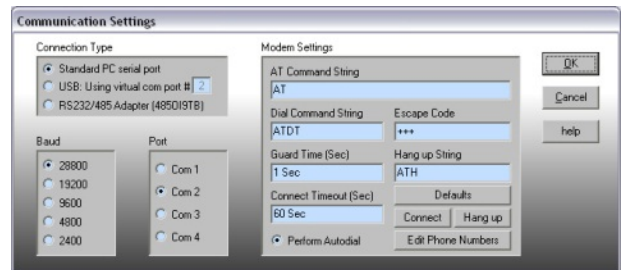 Communication Settings
Connection Type
Standard PC serial port
USB: Using virtual com port # 2
RS232/485 Adapter (485DI9TB)
Baud
28800
19200
9600
4800
2400
Port
Com 1
Com 2
Com 3
Com 4
Modem Settings
AT Command String
AT
Dial Command String
ATDT
Escape Code
+++
Guard Time (Sec)
1 Sec
Hang up String
ATH
Connect Timeout (Sec)
60 Sec
Defaults
Connect
Hang up
Perform Autodial
Edit Phone Numbers
OK
Cancel
help